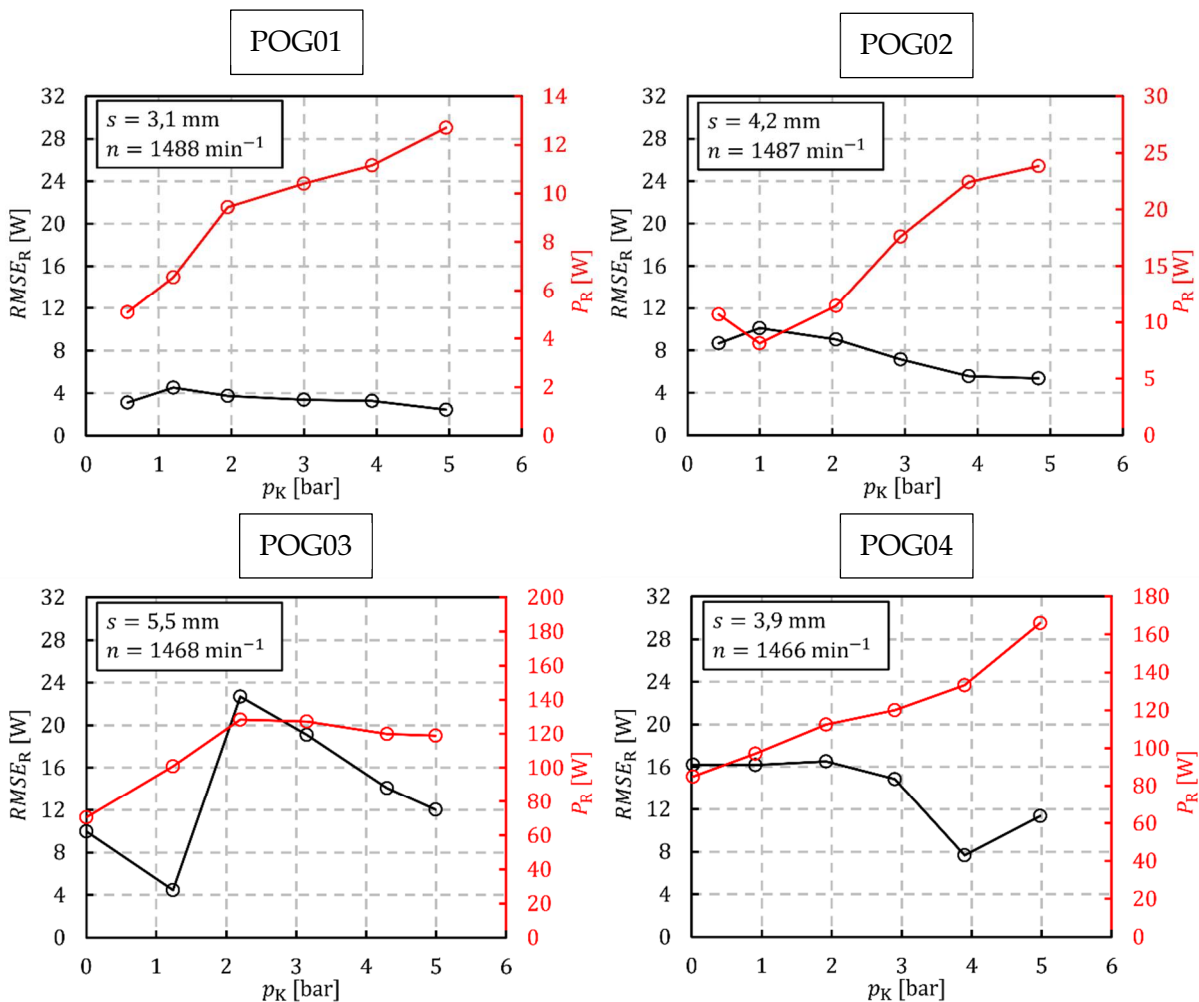 POG01
32
28
24
20
16
12
8
4
0
RMSE_R [W]
s = 3,1 mm
n = 1488 min⁻¹
14
12
10
8
6
4
2
0
P_R [W]
0 1 2 3 4 5 6
p_K [bar]
POG02
32
28
24
20
16
12
8
4
0
RMSE_R [W]
s = 4,2 mm
n = 1487 min⁻¹
30
25
20
15
10
5
0
P_R [W]
0 1 2 3 4 5 6
p_K [bar]
POG03
32
28
24
20
16
12
8
4
0
RMSE_R [W]
s = 5,5 mm
n = 1468 min⁻¹
200
180
160
140
120
100
80
60
40
20
0
P_R [W]
0 1 2 3 4 5 6
p_K [bar]
POG04
32
28
24
20
16
12
8
4
0
RMSE_R [W]
s = 3,9 mm
n = 1466 min⁻¹
180
160
140
120
100
80
60
40
20
0
P_R [W]
0 1 2 3 4 5 6
p_K [bar]